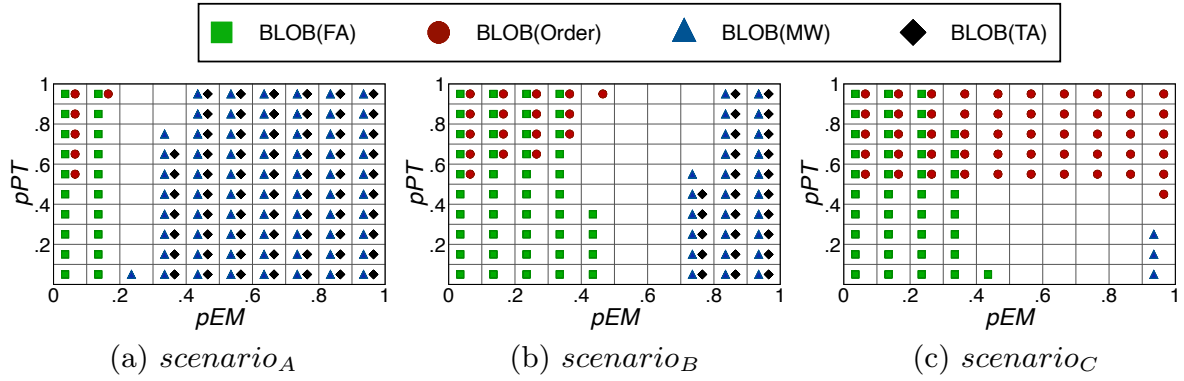 BLOB(FA) BLOB(Order) BLOB(MW) BLOB(TA)
1 1 1
.8 .8 .8
.6 .6 .6
pPT pPT pPT
.4 .4 .4
.2 .2 .2
0 .2 .4 .6 .8 1 0 .2 .4 .6 .8 1 0 .2 .4 .6 .8 1
pEM pEM pEM
(a) scenario_A (b) scenario_B (c) scenario_C